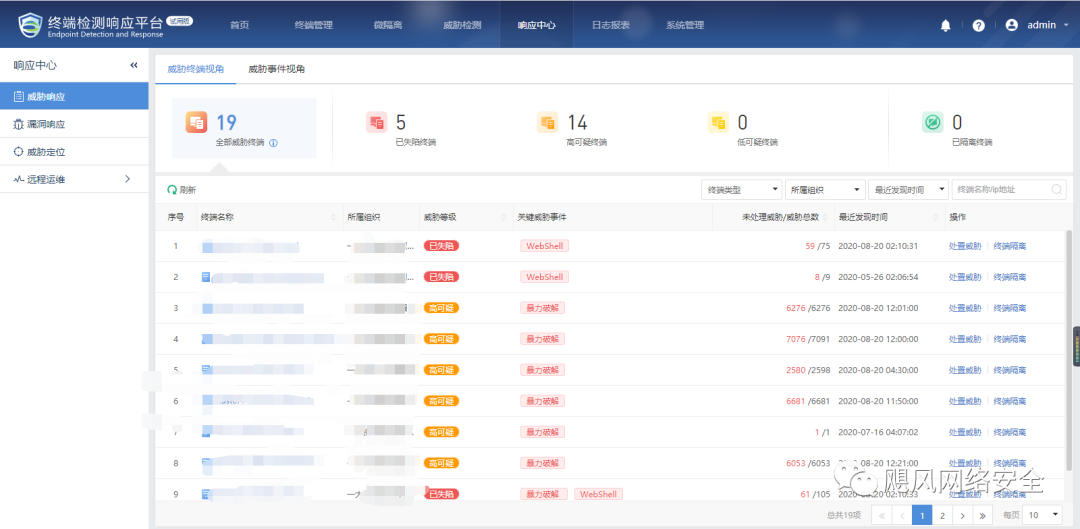 终端检测响应平台 试用版
Endpoint Detection and Response
首页 终端管理 微隔离 威胁检测 响应中心 日志报表 系统管理 admin
响应中心 «
威胁响应
漏洞响应
威胁定位
远程运维
威胁终端视角 威胁事件视角
19 全部威胁终端
5 已失陷终端
14 高可疑终端
0 低可疑终端
0 已隔离终端
刷新 终端类型 所属组织 最近发现时间 终端名称/ip地址
序号 终端名称 所属组织 威胁等级 关键威胁事件 未处理威胁/威胁总数 最近发现时间 操作
1 已失陷 WebShell 59 /75 2020-08-20 02:10:31 处置威胁 终端隔离
2 已失陷 WebShell 8 /9 2020-05-26 02:06:54 处置威胁 终端隔离
3 高可疑 暴力破解 6276 /6276 2020-08-20 12:01:00 处置威胁 终端隔离
4 高可疑 暴力破解 7076 /7091 2020-08-20 12:00:00 处置威胁 终端隔离
5 高可疑 暴力破解 2580 /2598 2020-08-20 04:30:00 处置威胁 终端隔离
6 高可疑 暴力破解 6681 /6681 2020-08-20 11:50:00 处置威胁 终端隔离
7 高可疑 暴力破解 1 /1 2020-07-16 04:07:02 处置威胁 终端隔离
8 高可疑 暴力破解 6053 /6053 2020-08-20 12:21:00 处置威胁 终端隔离
9 已失陷 暴力破解 WebShell 61 /105 2020-08-20 02:10:33 处置威胁 终端隔离
飓风网络安全
总共19项 « ‹ 1 2 › » 每页 10